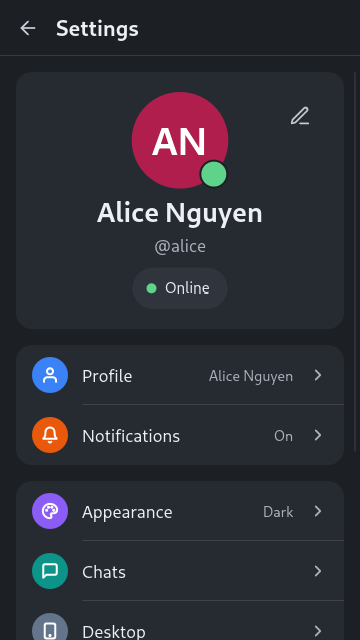 Settings
AN
Alice Nguyen
@alice
Online
Profile Alice Nguyen
Notifications On
Appearance Dark
Chats
Desktop